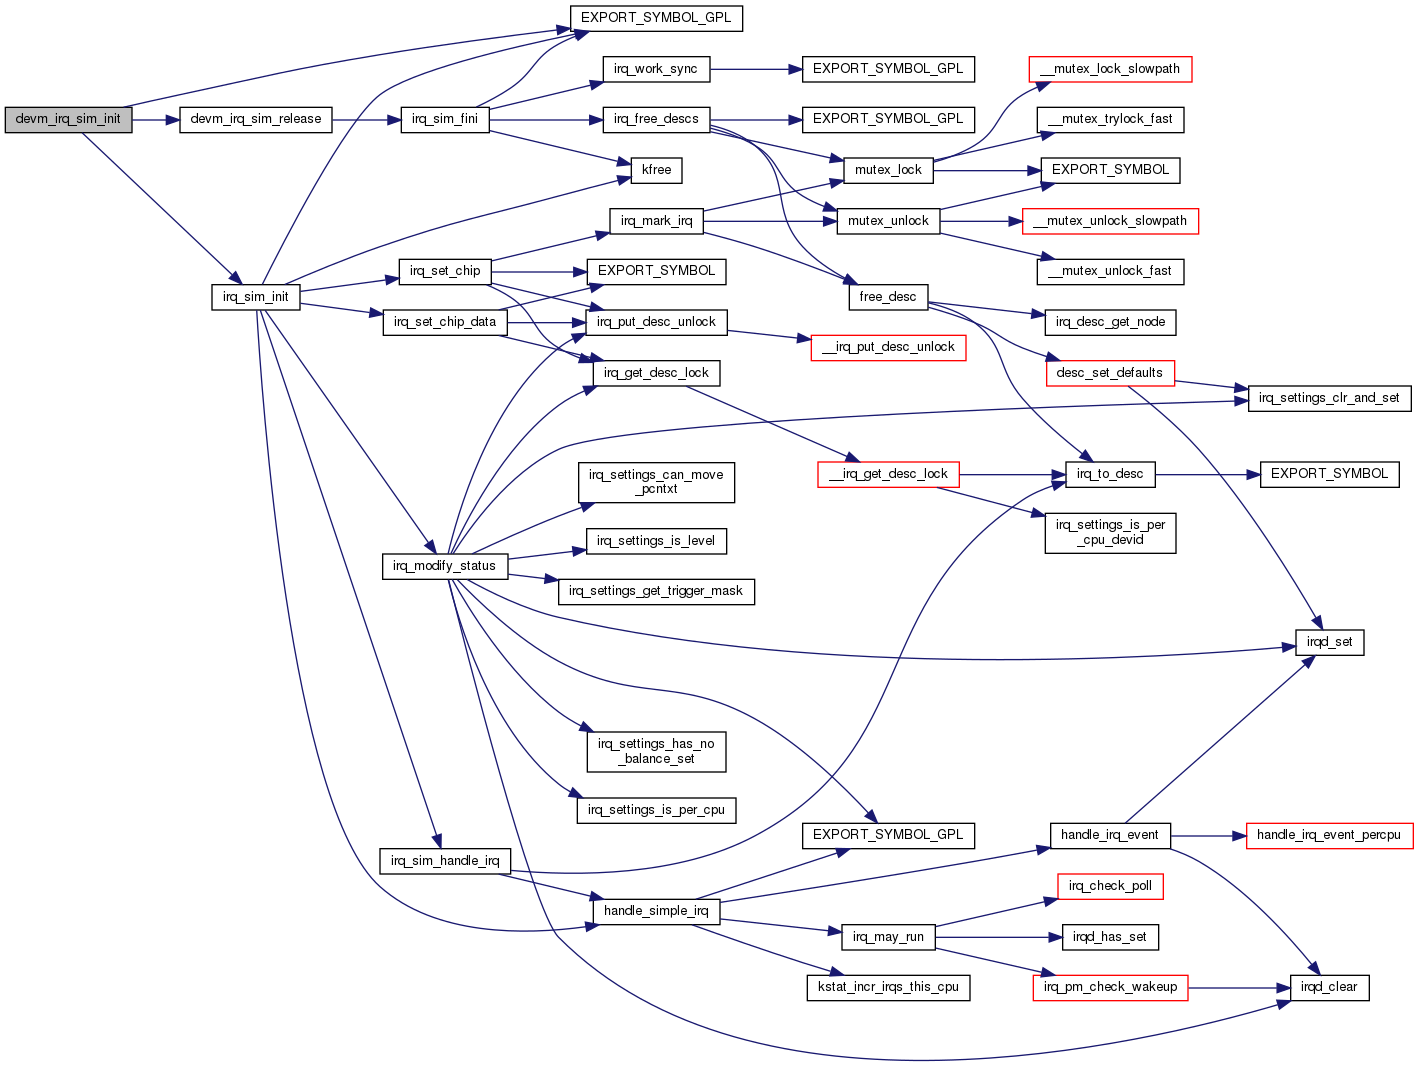 EXPORT_SYMBOL_GPL
irq_work_sync
EXPORT_SYMBOL_GPL
__mutex_lock_slowpath
devm_irq_sim_init
devm_irq_sim_release
irq_sim_fini
irq_free_descs
EXPORT_SYMBOL_GPL
__mutex_trylock_fast
kfree
mutex_lock
EXPORT_SYMBOL
irq_mark_irq
mutex_unlock
__mutex_unlock_slowpath
irq_set_chip
EXPORT_SYMBOL
__mutex_unlock_fast
irq_sim_init
free_desc
irq_set_chip_data
irq_put_desc_unlock
irq_desc_get_node
__irq_put_desc_unlock
irq_get_desc_lock
desc_set_defaults
irq_settings_clr_and_set
irq_settings_can_move
_pcntxt
__irq_get_desc_lock
irq_to_desc
EXPORT_SYMBOL
irq_settings_is_level
irq_settings_is_per
_cpu_devid
irq_modify_status
irq_settings_get_trigger_mask
irqd_set
irq_settings_has_no
_balance_set
irq_settings_is_per_cpu
EXPORT_SYMBOL_GPL
handle_irq_event
handle_irq_event_percpu
irq_sim_handle_irq
irq_check_poll
handle_simple_irq
irq_may_run
irqd_has_set
kstat_incr_irqs_this_cpu
irq_pm_check_wakeup
irqd_clear